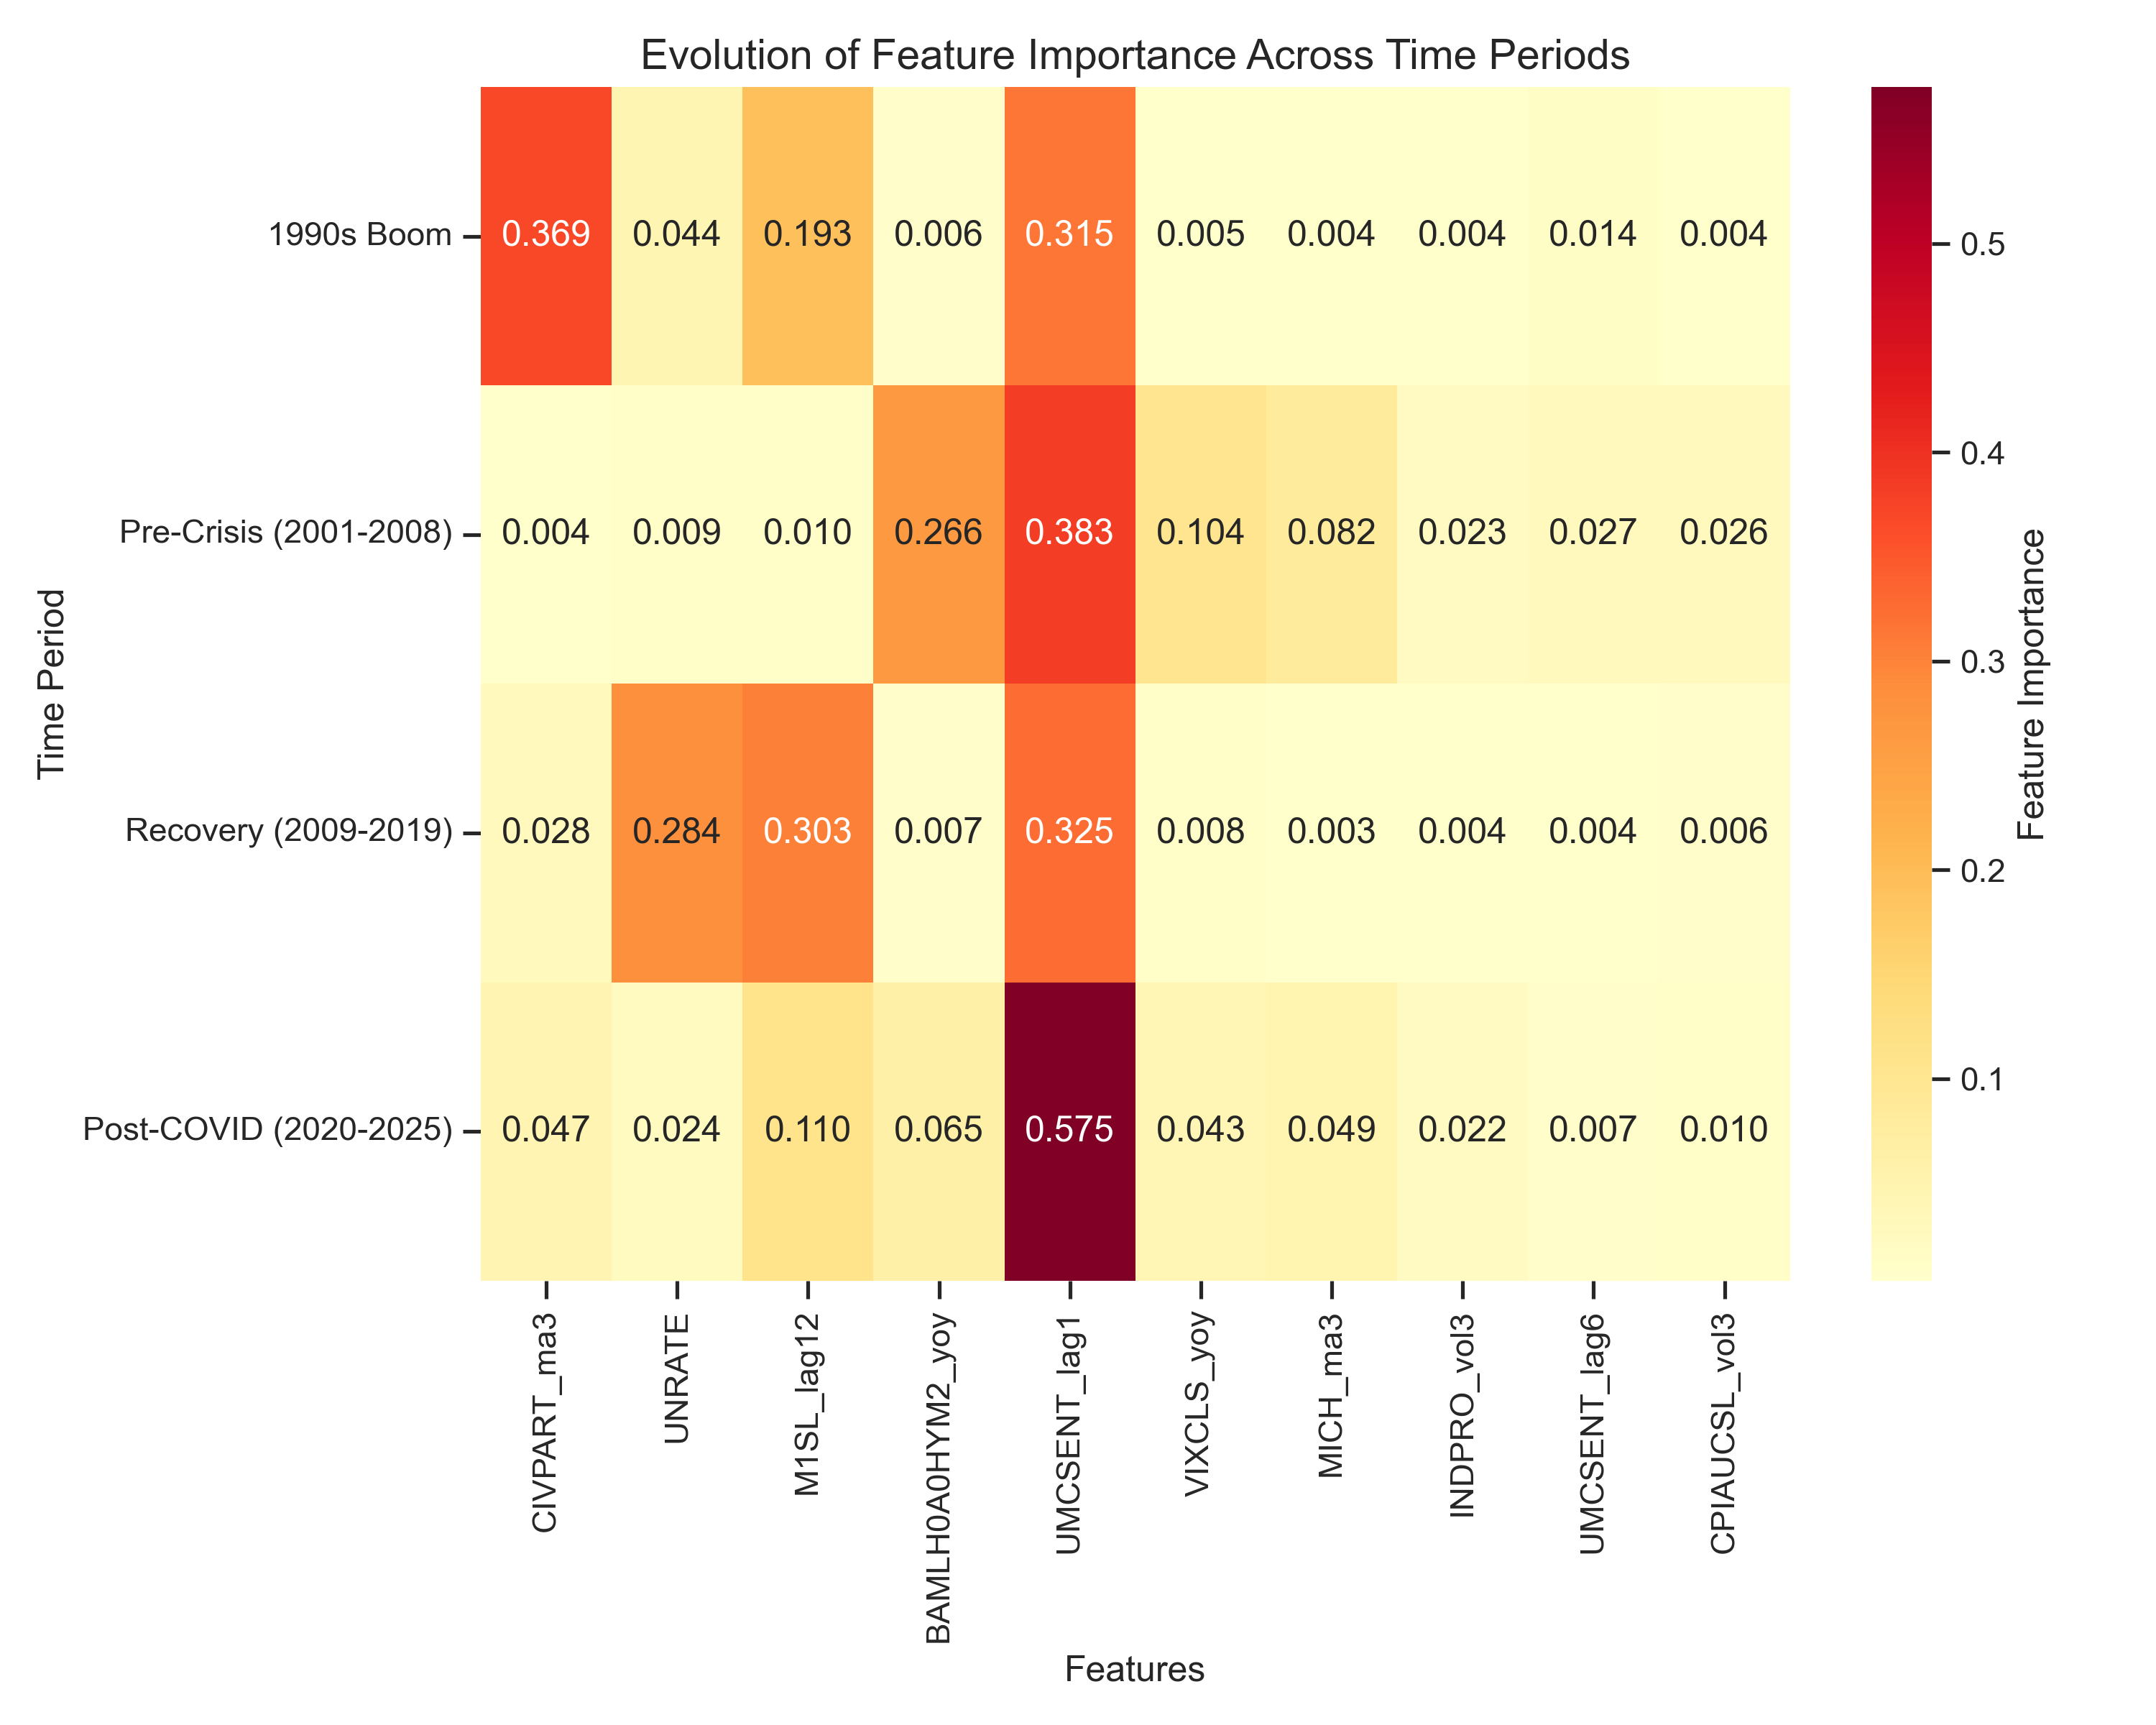 Evolution of Feature Importance Across Time Periods
Time Period
1990s Boom 0.369 0.044 0.193 0.006 0.315 0.005 0.004 0.004 0.014 0.004
Pre-Crisis (2001-2008) 0.004 0.009 0.010 0.266 0.383 0.104 0.082 0.023 0.027 0.026
Recovery (2009-2019) 0.028 0.284 0.303 0.007 0.325 0.008 0.003 0.004 0.004 0.006
Post-COVID (2020-2025) 0.047 0.024 0.110 0.065 0.575 0.043 0.049 0.022 0.007 0.010
CIVPART_ma3
UNRATE
M1SL_lag12
BAMLH0A0HYM2_yoy
UMCSENT_lag1
VIXCLS_yoy
MICH_ma3
INDPRO_vol3
UMCSENT_lag6
CPIAUCSL_vol3
Features
0.5
0.4
0.3
0.2
0.1
Feature Importance